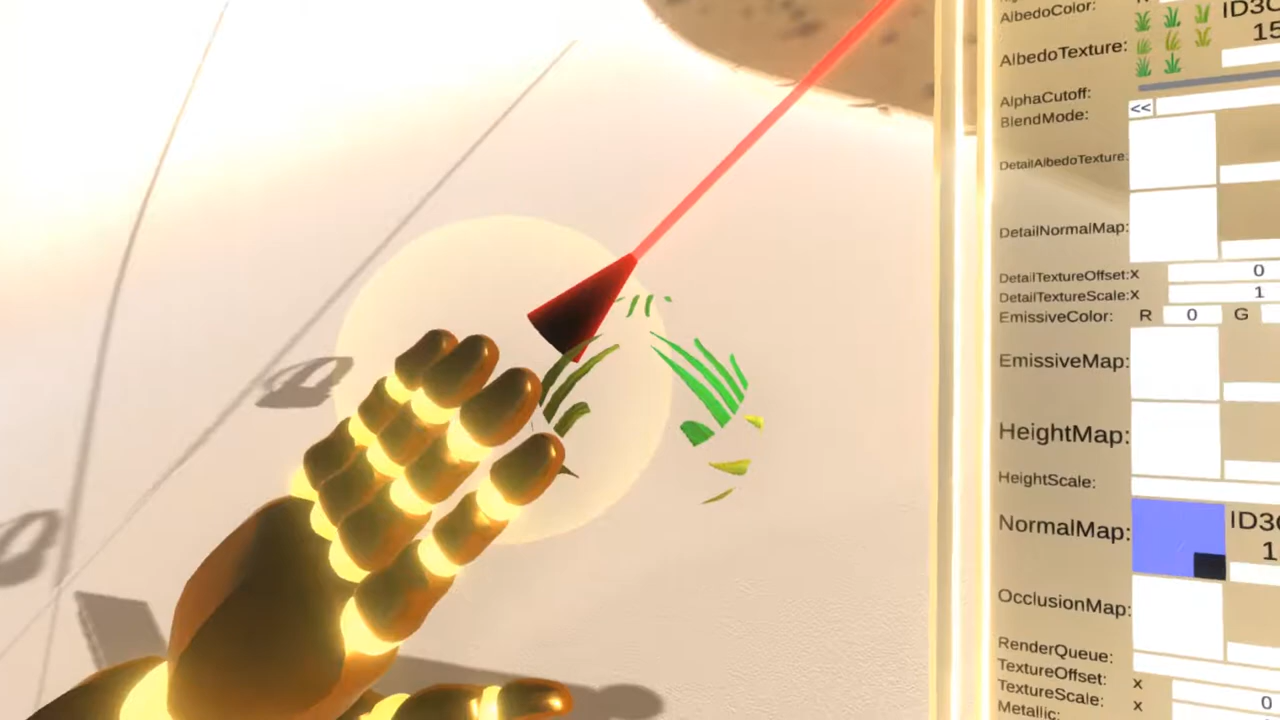 AlbedoColor:
AlbedoTexture:
ID3C
15
AlphaCutoff:
BlendMode: <<
DetailAlbedoTexture:
DetailNormalMap:
DetailTextureOffset:X 0
DetailTextureScale:X 1
EmissiveColor: R 0 G
EmissiveMap:
HeightMap:
HeightScale:
NormalMap: ID3C
1
OcclusionMap:
RenderQueue:
TextureOffset: x 0
TextureScale: x
Metallic: